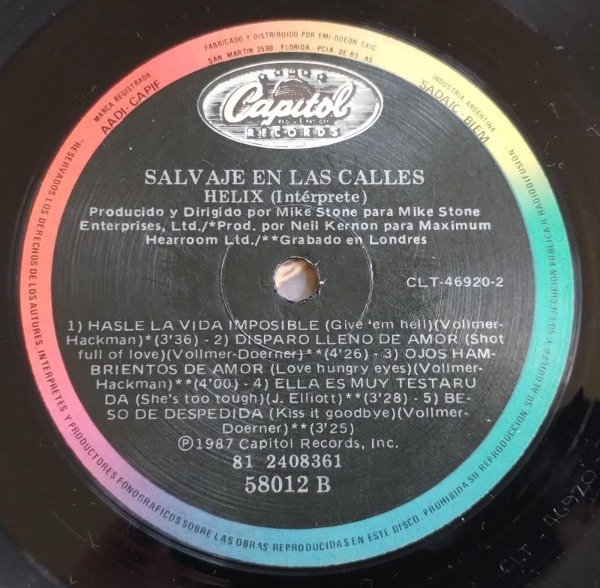 FABRICADO Y DISTRIBUIDO POR EMI-ODEON SAIC
SAN MARTIN 3590 FLORIDA - PCIA. DE BS. AS.
MARCA REGISTRADA
AADI-CAPIF
INDUSTRIA ARGENTINA
SADAIC-BIEM
Capitol
RECORDS
SALVAJE EN LAS CALLES
HELIX (Intérprete)
Producido y Dirigido por Mike Stone para Mike Stone
Enterprises, Ltd./*Prod. por Neil Kernon para Maximum
Hearroom Ltd./**Grabado en Londres
CLT-46920-2
1) HASLE LA VIDA IMPOSIBLE (Give 'em hell)(Vollmer-
Hackman)*(3'36) - 2) DISPARO LLENO DE AMOR (Shot
full of love)(Vollmer-Doerner)**(4'26) - 3) OJOS HAM-
BRIENTOS DE AMOR (Love hungry eyes)(Vollmer-
Hackman)**(4'00) - 4) ELLA ES MUY TESTARU
DA (She's too tough)(J. Elliott)**(3'28) - 5) BE-
SO DE DESPEDIDA (Kiss it goodbye)(Vollmer-
Doerner)**(3'25)
Ⓟ1987 Capitol Records, Inc.
81 2408361
58012 B
"RESERVADOS LOS DERECHOS DE LOS AUTORES, INTERPRETES Y PRODUCTORES FONOGRAFICOS SOBRE LAS OBRAS REPRODUCIDAS EN ESTE DISCO. PROHIBIDA SU REPRODUCCION, SU ALQUILER Y SU EJECUCION PUBLICA O RADIODIFUSION"